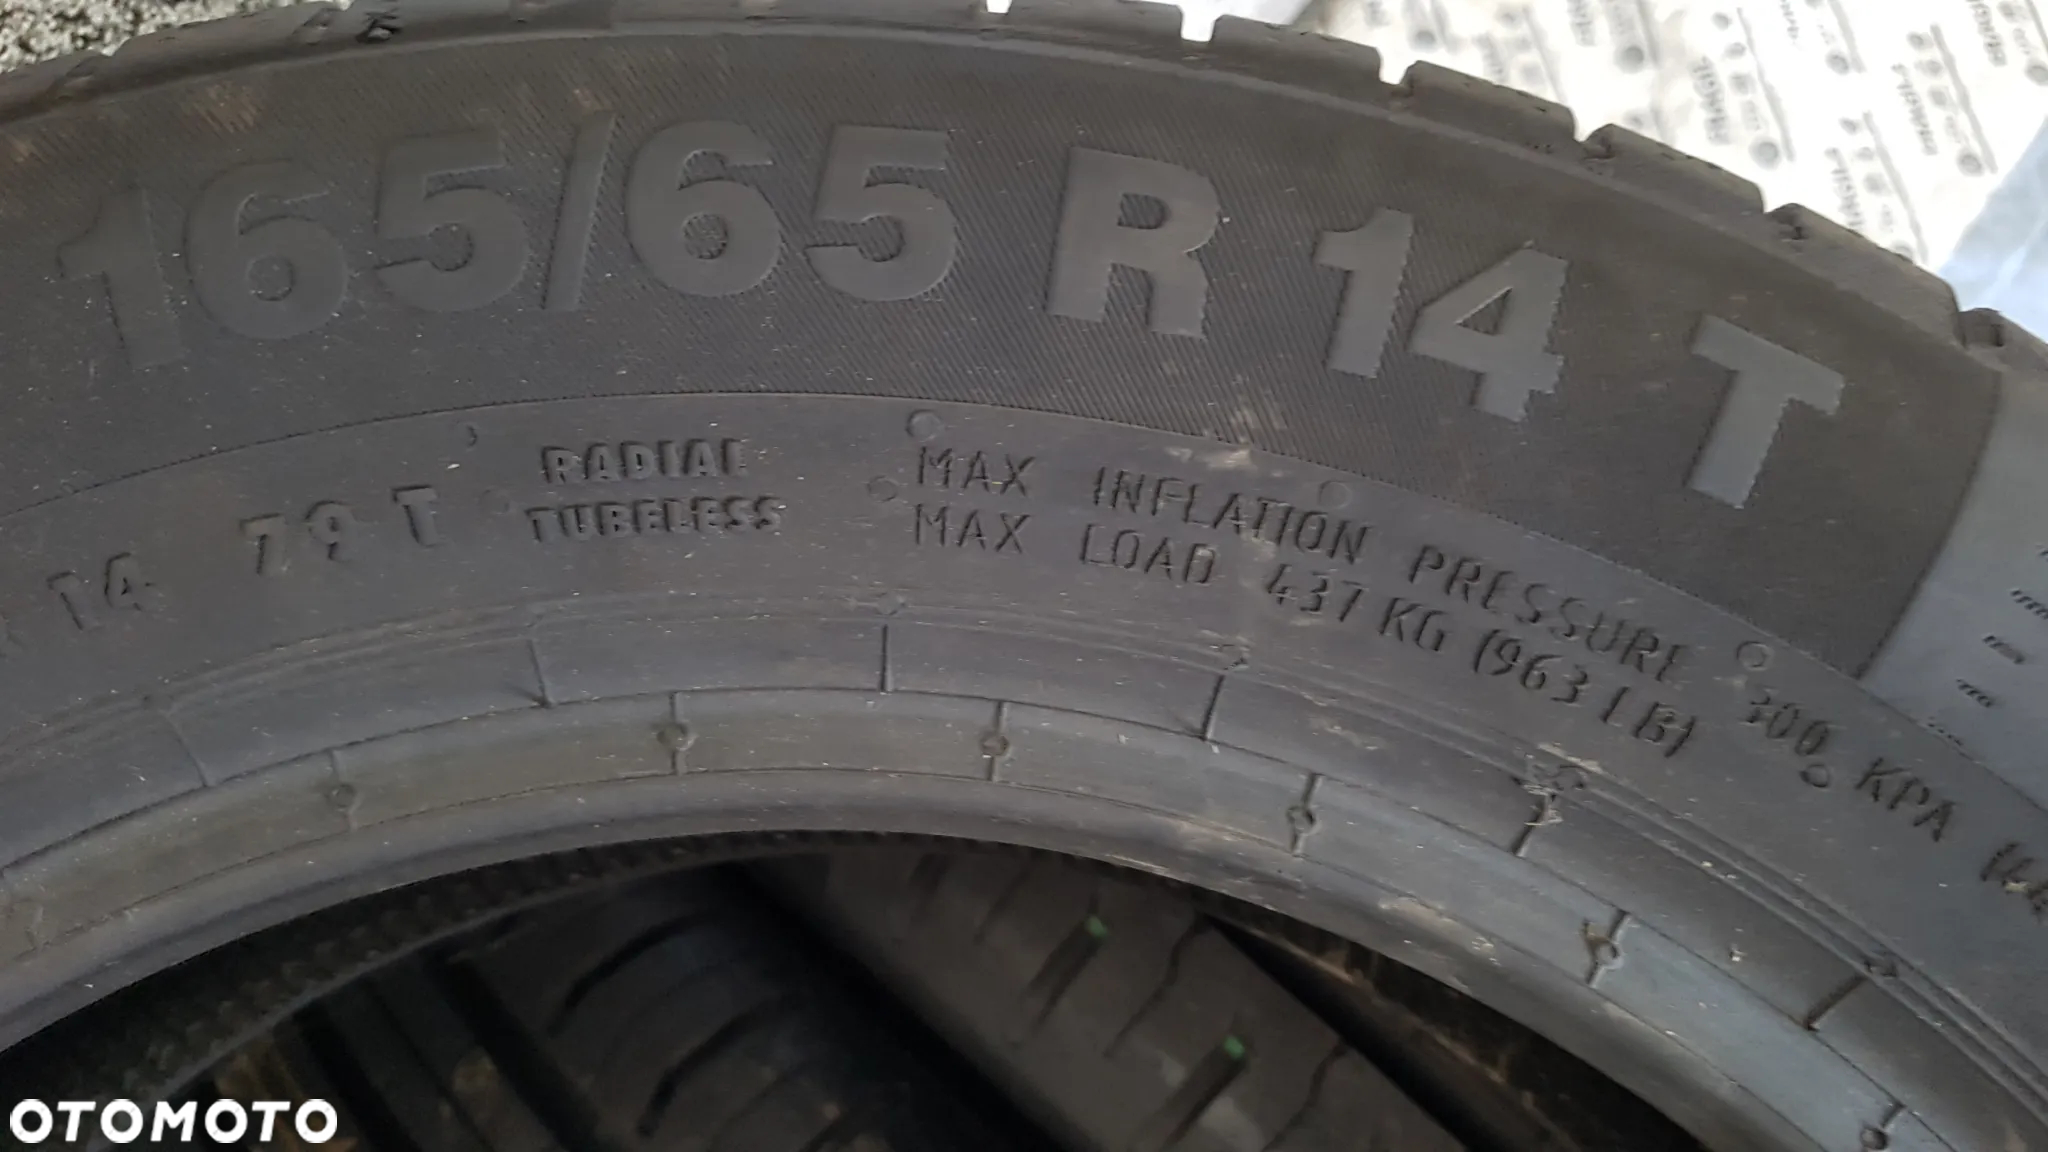 165/65 R 14 T
14 79 T
RADIAL
TUBELESS
MAX INFLATION PRESSURE 300 KPA
MAX LOAD 437 KG (963 LB)
OTOMOTO